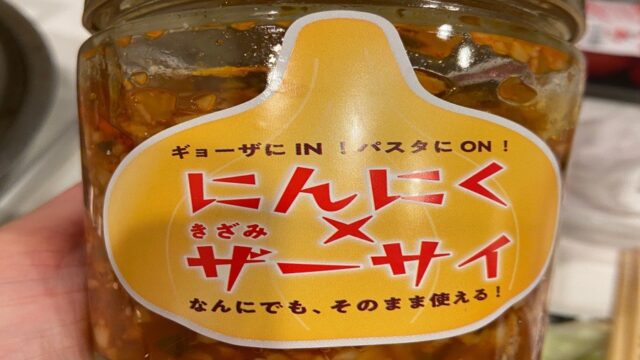 ギョーザに IN ！パスタに ON！
にんにく
×
きざみ
ザーサイ
なんにでも、そのまま使える！